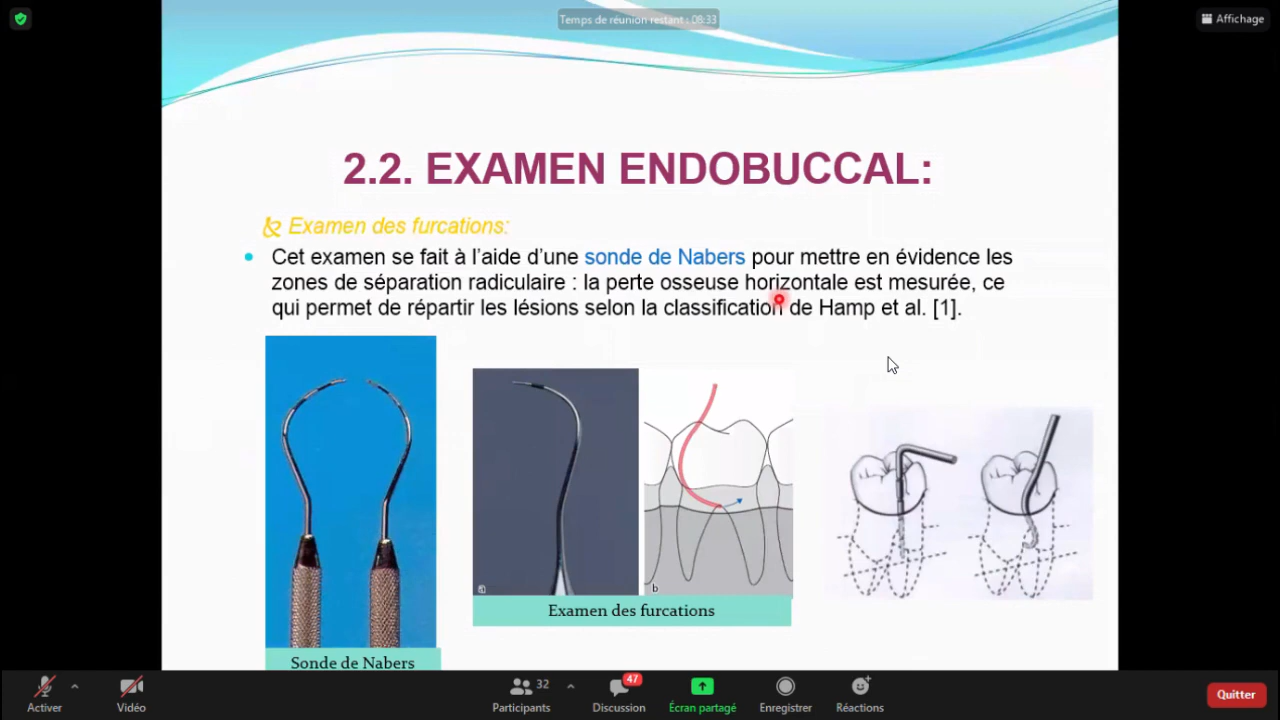 Temps de réunion restant : 08:33
Affichage
2.2. EXAMEN ENDOBUCCAL:
Examen des furcations:
Cet examen se fait à l’aide d’une sonde de Nabers pour mettre en évidence les
zones de séparation radiculaire : la perte osseuse horizontale est mesurée, ce
qui permet de répartir les lésions selon la classification de Hamp et al. [1].
a
b
Examen des furcations
Sonde de Nabers
Activer
Vidéo
32
Participants
47
Discussion
Écran partagé
Enregistrer
Réactions
Quitter